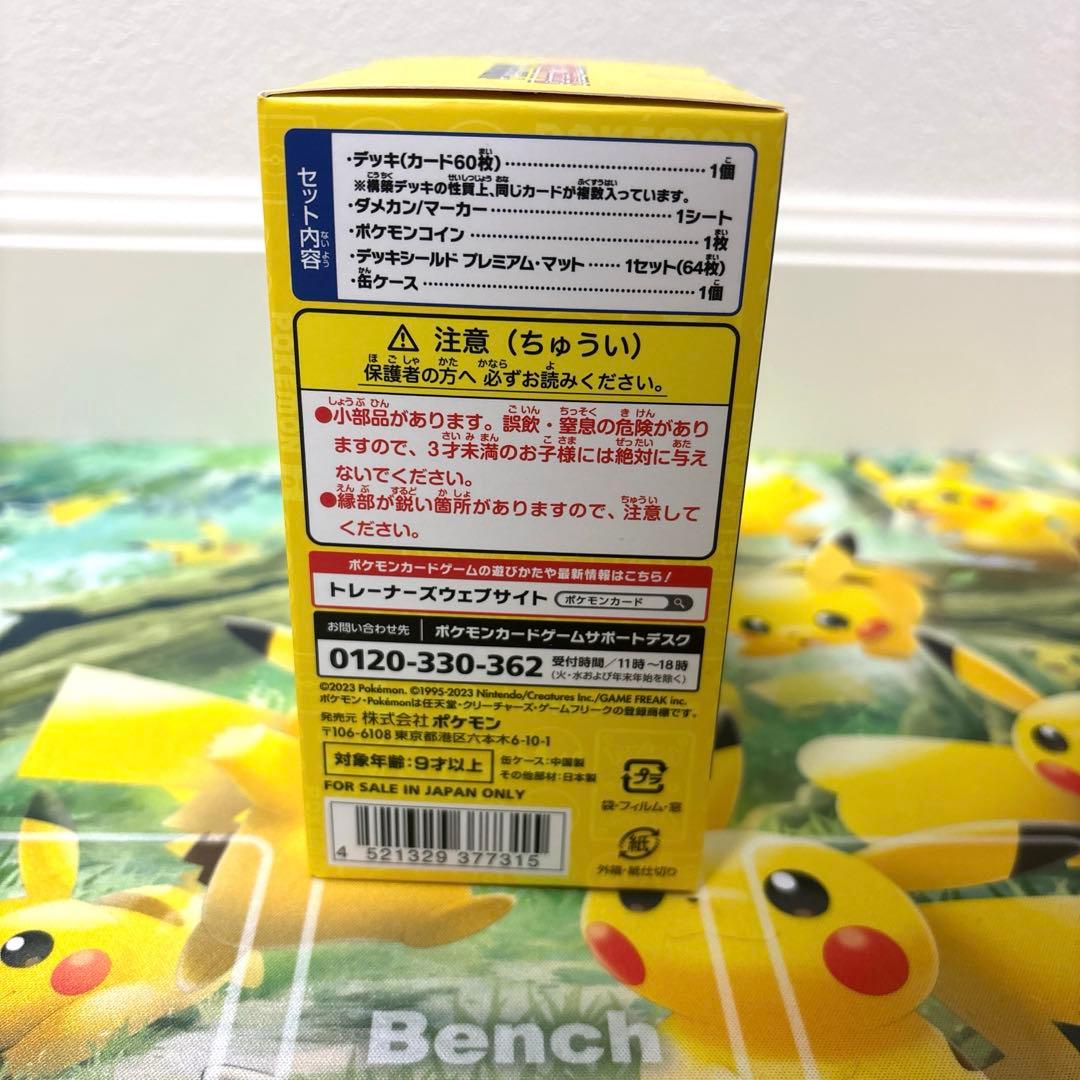 セット内容
・デッキ(カード60枚) 1個
※構築デッキの性質上、同じカードが複数入っています。
・ダメカン/マーカー 1シート
・ポケモンコイン 1枚
・デッキシールド プレミアム・マット 1セット(64枚)
・缶ケース 1個
⚠ 注意(ちゅうい)
保護者の方へ 必ずお読みください。
●小部品があります。誤飲・窒息の危険があり
ますので、3才未満のお子様には絶対に与え
ないでください。
●縁部が鋭い箇所がありますので、注意して
ください。
ポケモンカードゲームの遊びかたや最新情報はこちら!
トレーナーズウェブサイト ポケモンカード
お問い合わせ先 ポケモンカードゲームサポートデスク
0120-330-362 受付時間/11時~18時
(火・水および年末年始を除く)
©2023 Pokémon. ©1995-2023 Nintendo/Creatures Inc./GAME FREAK inc.
ポケモン・Pokémonは任天堂・クリーチャーズ・ゲームフリークの登録商標です。
発売元 株式会社ポケモン
〒106-6108 東京都港区六本木6-10-1
対象年齢:9才以上
缶ケース:中国製
その他部材:日本製
FOR SALE IN JAPAN ONLY
4 521329 377315
プラ
袋・フィルム・窓
紙
外箱・紙仕切り
Bench